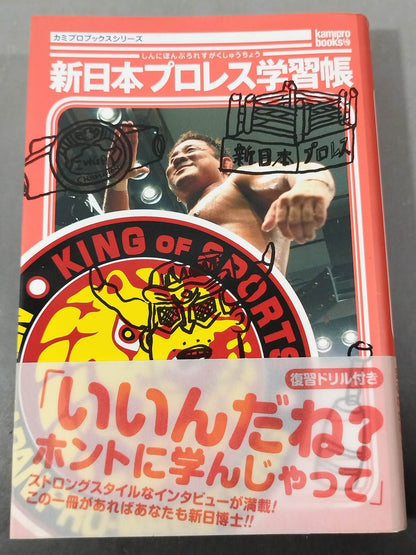 カミプロブックスシリーズ
kamipro books
しんにほんぷろれすがくしゅうちょう
新日本プロレス学習帳
新日本プロレス
KING OF SPORTS
復習ドリル付き
「いいんだね?
ホントに学んじゃって」
ストロングスタイルなインタビューが満載!
この一冊があればあなたも新日博士!!